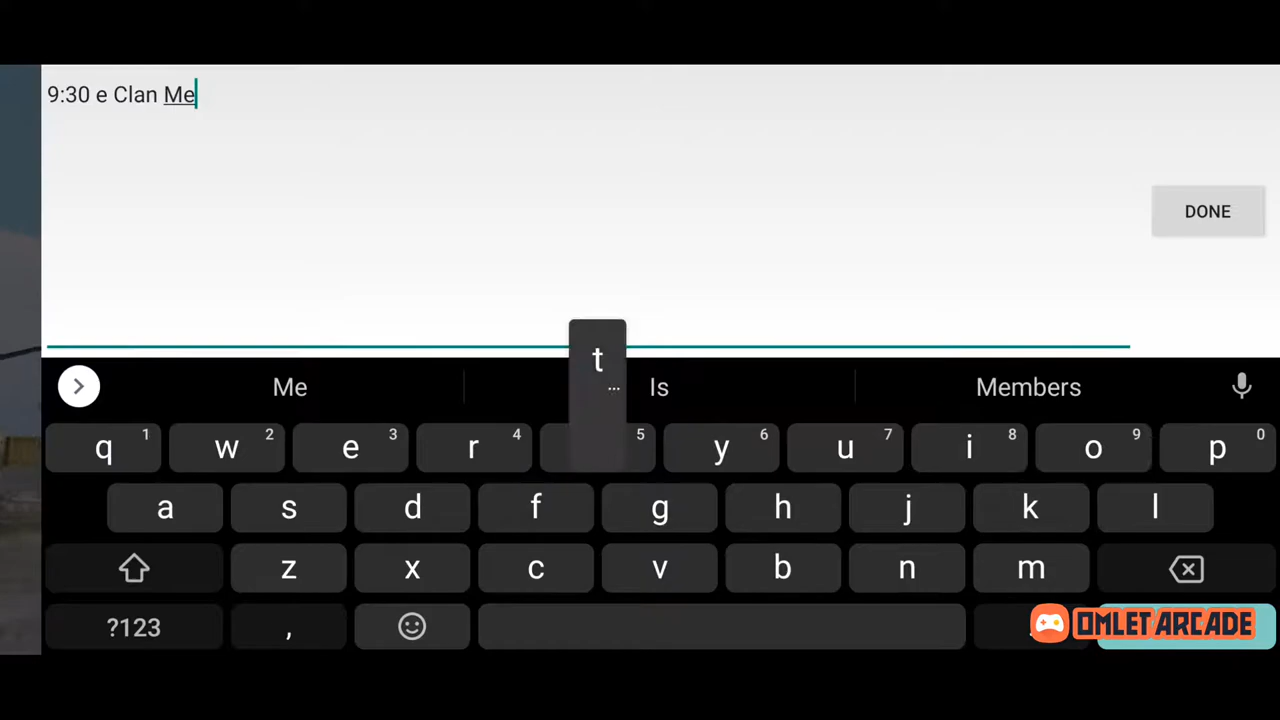 9:30 e Clan Me
DONE
t
...
Me Is Members
q 1 w 2 e 3 r 4 5 y 6 u 7 i 8 o 9 p 0
a s d f g h j k l
z x c v b n m
?123 , OMLET ARCADE